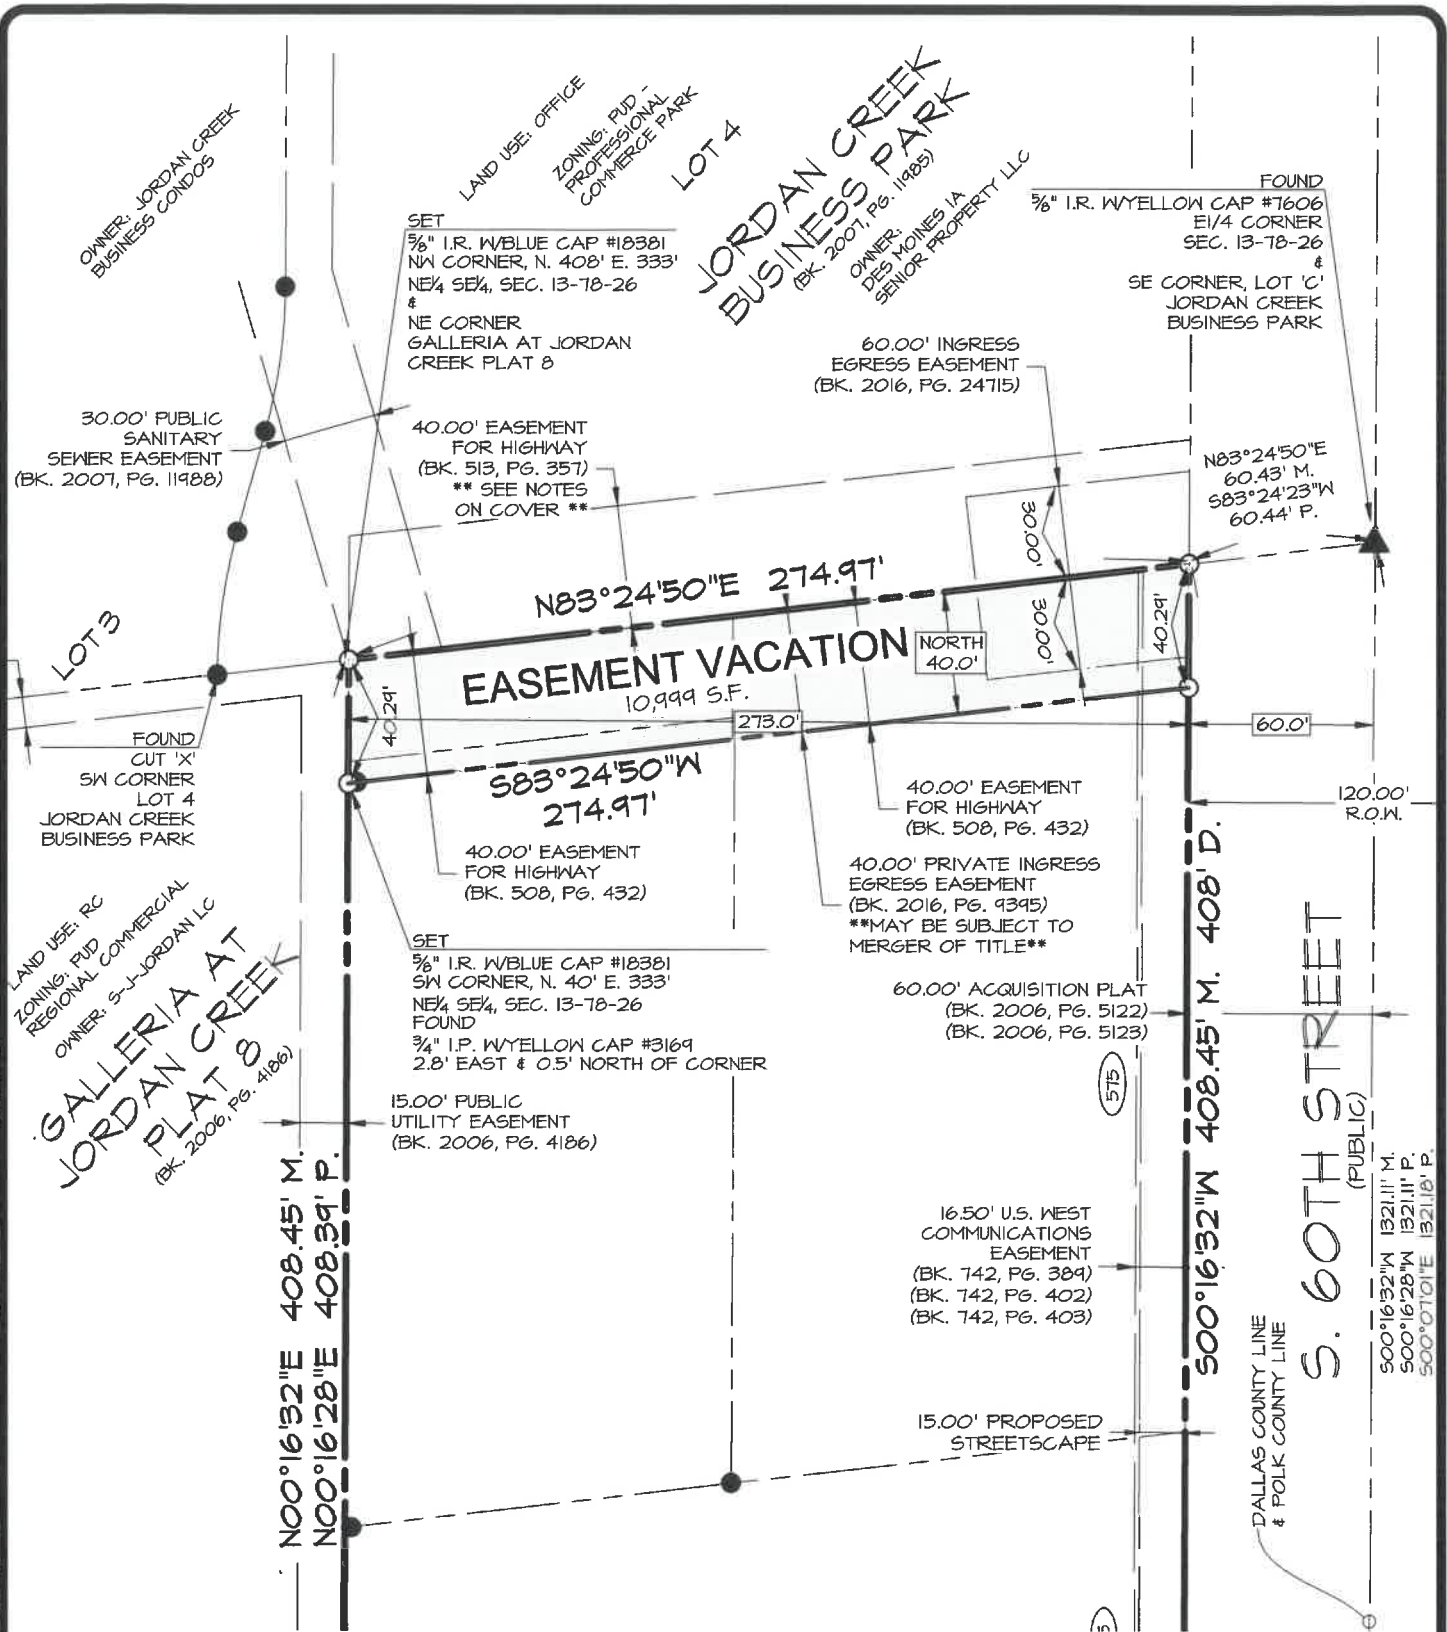 OWNER: JORDAN CREEK
BUSINESS CONDOS
LAND USE: OFFICE
ZONING: PUD -
PROFESSIONAL
COMMERCE PARK
LOT 4
JORDAN CREEK
BUSINESS PARK
(BK. 2007, PG. 11985)
OWNER:
DES MOINES IA
SENIOR PROPERTY LLC
FOUND
5/8" I.R. W/YELLOW CAP #7606
E1/4 CORNER
SEC. 13-78-26
&
SE CORNER, LOT 'C'
JORDAN CREEK
BUSINESS PARK
SET
5/8" I.R. W/BLUE CAP #18381
NW CORNER, N. 408' E. 333'
NE1/4 SE1/4, SEC. 13-78-26
&
NE CORNER
GALLERIA AT JORDAN
CREEK PLAT 8
60.00' INGRESS
EGRESS EASEMENT
(BK. 2016, PG. 24715)
30.00' PUBLIC
SANITARY
SEWER EASEMENT
(BK. 2007, PG. 11988)
40.00' EASEMENT
FOR HIGHWAY
(BK. 513, PG. 357)
** SEE NOTES
ON COVER **
N83°24'50"E
60.43' M.
S83°24'23"W
60.44' P.
30.00'
30.00'
N83°24'50"E 274.97'
EASEMENT VACATION
10,999 S.F.
NORTH
40.0'
40.29'
40.29'
LOT 3
273.0'
60.0'
S83°24'50"W
274.97'
FOUND
CUT 'X'
SW CORNER
LOT 4
JORDAN CREEK
BUSINESS PARK
40.00' EASEMENT
FOR HIGHWAY
(BK. 508, PG. 432)
120.00'
R.O.W.
40.00' EASEMENT
FOR HIGHWAY
(BK. 508, PG. 432)
40.00' PRIVATE INGRESS
EGRESS EASEMENT
(BK. 2016, PG. 9395)
**MAY BE SUBJECT TO
MERGER OF TITLE**
LAND USE: RC
ZONING: PUD
REGIONAL COMMERCIAL
OWNER: S-J-JORDAN LC
GALLERIA AT
JORDAN CREEK
PLAT 8
(BK. 2006, PG. 4186)
SET
5/8" I.R. W/BLUE CAP #18381
SW CORNER, N. 40' E. 333'
NE1/4 SE1/4, SEC. 13-78-26
FOUND
3/4" I.P. W/YELLOW CAP #3169
2.8' EAST & 0.5' NORTH OF CORNER
60.00' ACQUISITION PLAT
(BK. 2006, PG. 5122)
(BK. 2006, PG. 5123)
575
15.00' PUBLIC
UTILITY EASEMENT
(BK. 2006, PG. 4186)
N00°16'32"E 408.45' M.
N00°16'28"E 408.39' P.
S00°16'32"W 408.45' M. 408' D.
16.50' U.S. WEST
COMMUNICATIONS
EASEMENT
(BK. 742, PG. 389)
(BK. 742, PG. 402)
(BK. 742, PG. 403)
15.00' PROPOSED
STREETSCAPE
S. 60TH STREET
(PUBLIC)
S00°16'32"W 1321.11' M.
S00°16'28"W 1321.11' P.
S00°07'01"E 1321.18' P.
DALLAS COUNTY LINE
& POLK COUNTY LINE